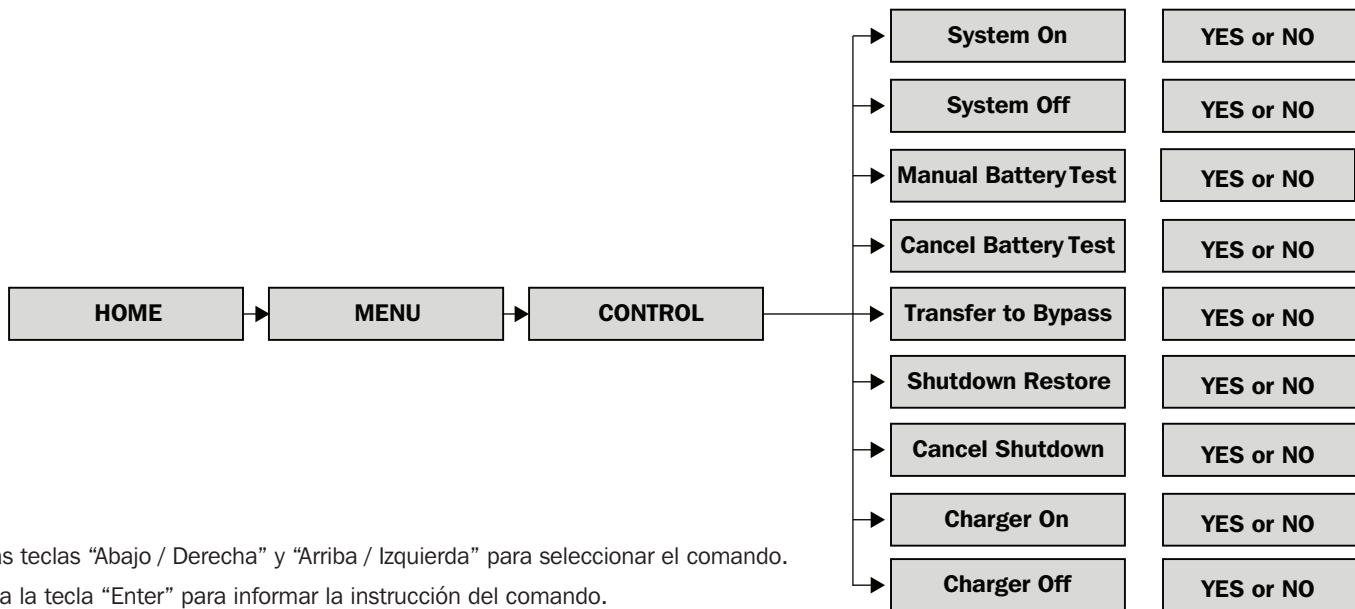 System On YES or NO
System Off YES or NO
Manual Battery Test YES or NO
Cancel Battery Test YES or NO
HOME MENU CONTROL Transfer to Bypass YES or NO
Shutdown Restore YES or NO
Cancel Shutdown YES or NO
Charger On YES or NO
teclas “Abajo / Derecha” y “Arriba / Izquierda” para seleccionar el comando.
Charger Off YES or NO
la tecla “Enter” para informar la instrucción del comando.